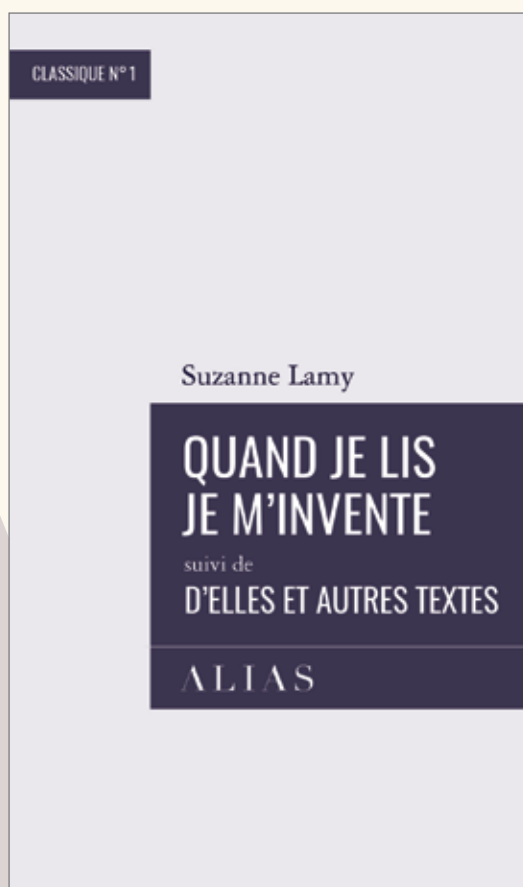 CLASSIQUE N° 1
Suzanne Lamy
QUAND JE LIS
JE M'INVENTE
suivi de
D'ELLES ET AUTRES TEXTES
ALIAS